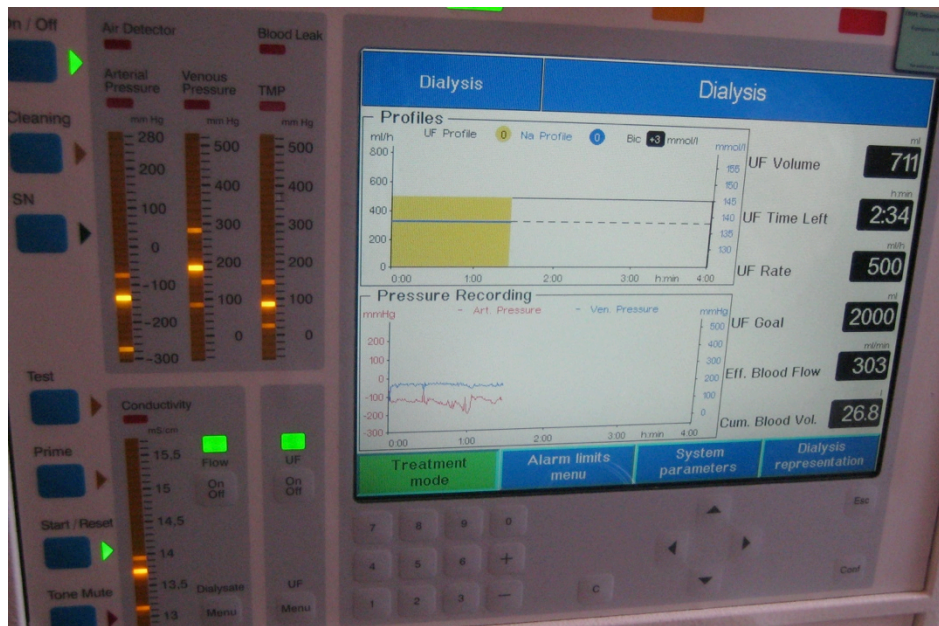 On / Off
Air Detector
Blood Leak
Arterial Pressure
Venous Pressure
TMP
mm Hg
mm Hg
mm Hg
280
200
100
0
-100
-200
-300
500
400
300
200
100
0
500
400
300
200
100
0
Cleaning
SN
Test
Prime
Start / Reset
Tone Mute
Conductivity
mS/cm
15,5
15
14,5
14
13,5
13
Flow
On
Off
Dialysate
Menu
UF
On
Off
UF
Menu
Dialysis
Dialysis
Profiles
ml/h
UF Profile
0
Na Profile
0
Bic
+3
mmol/l
mmol/l
800
600
400
200
0
155
150
145
140
135
130
0:00
1:00
2:00
3:00
h:min
4:00
Pressure Recording
mmHg
- Art. Pressure
- Ven. Pressure
mmHg
200
100
0
-100
-200
-300
500
400
300
200
100
0
0:00
1:00
2:00
3:00
h:min
4:00
ml
UF Volume
711
h:min
UF Time Left
2:34
ml/h
UF Rate
500
ml
UF Goal
2000
ml/min
Eff. Blood Flow
303
l
Cum. Blood Vol.
26.8
Treatment
mode
Alarm limits
menu
System
parameters
Dialysis
representation
7 8 9 0
4 5 6 +
1 2 3 -
C
Esc
Conf